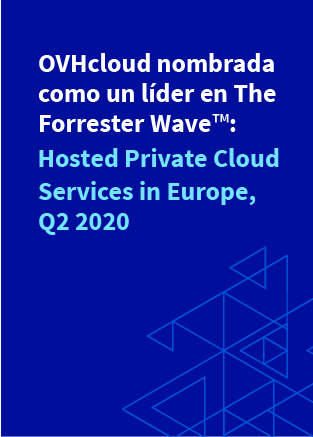 OVHcloud nombrada
como un líder en The
Forrester Wave™:
Hosted Private Cloud
Services in Europe,
Q2 2020